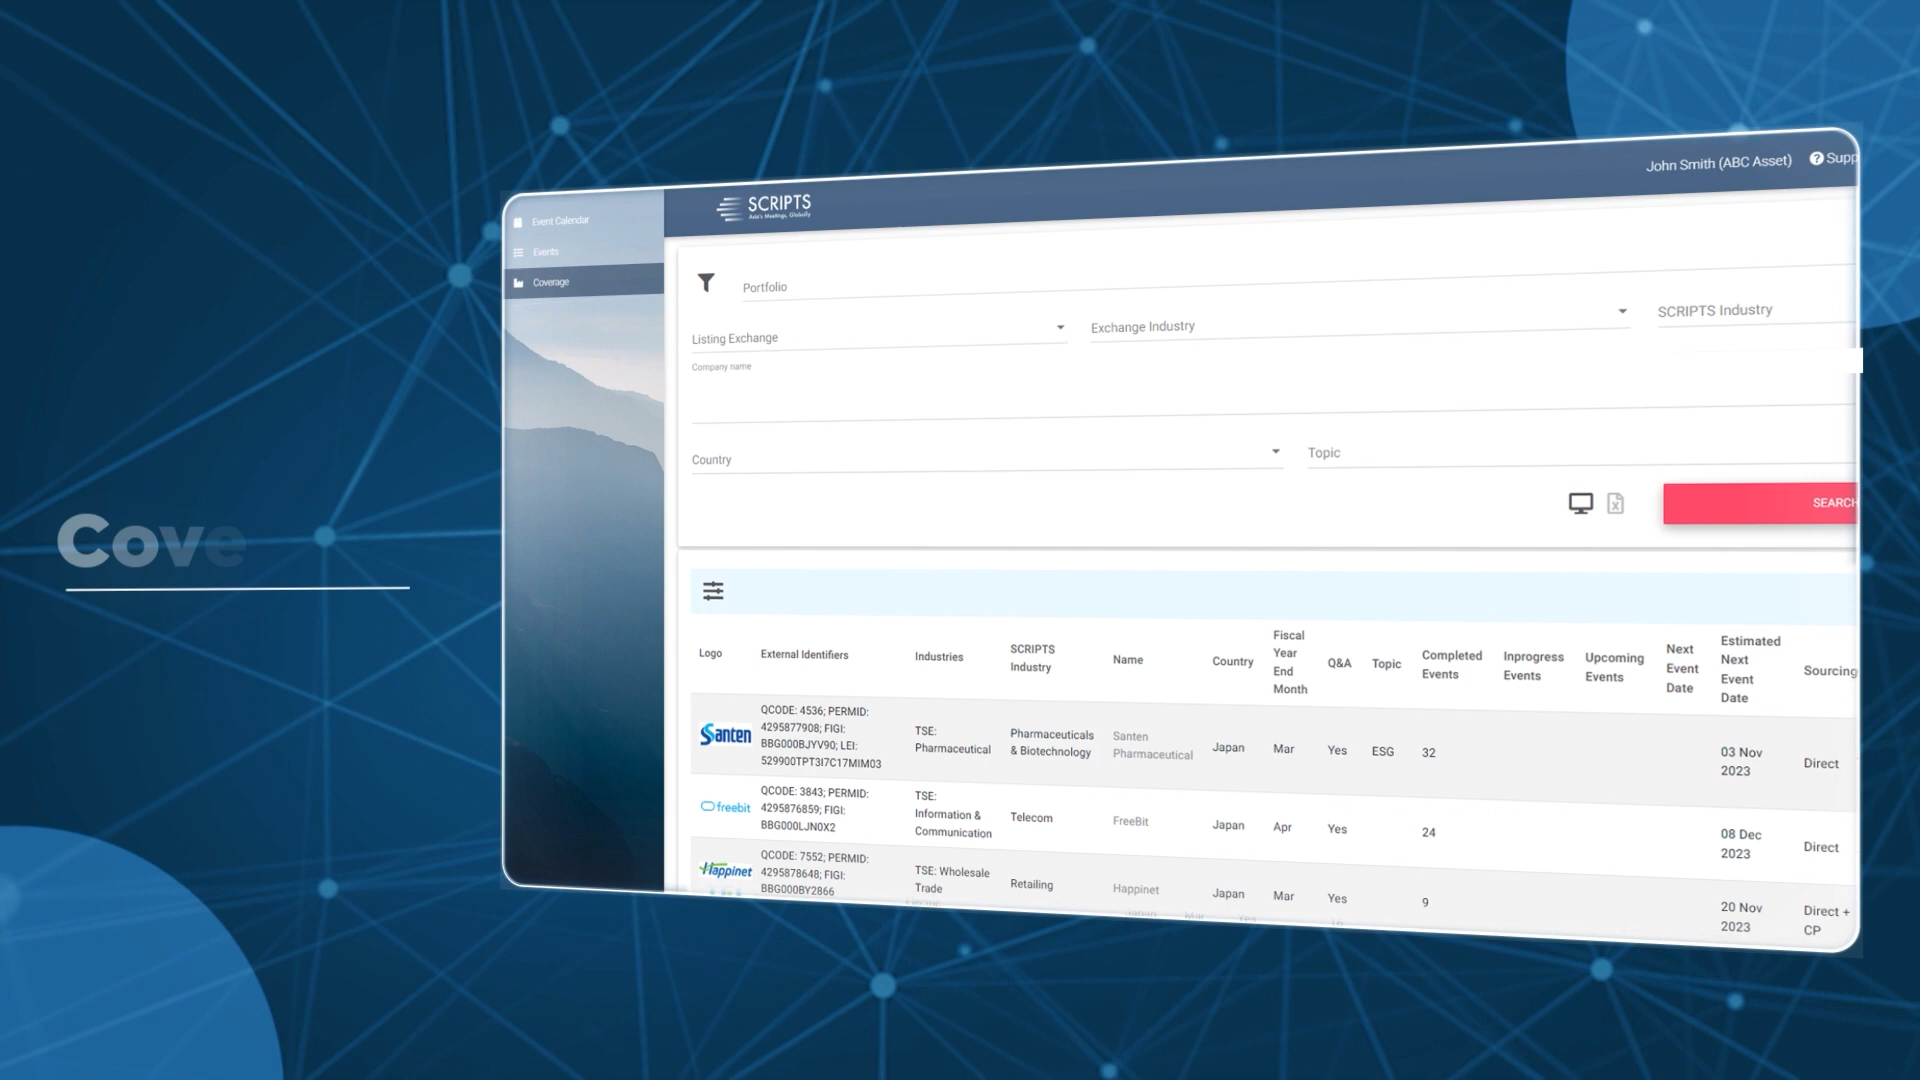 Cove
Event Calendar
Events
Coverage
SCRIPTS
Asia's Meetings, Globally
John Smith (ABC Asset)
Supp
Portfolio
Listing Exchange
Exchange Industry
SCRIPTS Industry
Company name
Country
Topic
SEARCH
Logo
External Identifiers
Industries
SCRIPTS
Industry
Name
Country
Fiscal
Year
End
Month
Q&A
Topic
Completed
Events
Inprogress
Events
Upcoming
Events
Next
Event
Date
Estimated
Next
Event
Date
Sourcing
Santen
QCODE: 4536; PERMID:
4295877908; FIGI:
BBG000BJYV90; LEI:
529900TPT3I7C17MIM03
TSE:
Pharmaceutical
Pharmaceuticals
& Biotechnology
Santen
Pharmaceutical
Japan
Mar
Yes
ESG
32
03 Nov
2023
Direct
freebit
QCODE: 3843; PERMID:
4295876859; FIGI:
BBG000LJN0X2
TSE:
Information &
Communication
Telecom
FreeBit
Japan
Apr
Yes
24
08 Dec
2023
Direct
Happinet
QCODE: 7552; PERMID:
4295878648; FIGI:
BBG000BY2866
TSE: Wholesale
Trade
Retailing
Happinet
Japan
Mar
Yes
9
20 Nov
2023
Direct +
CP